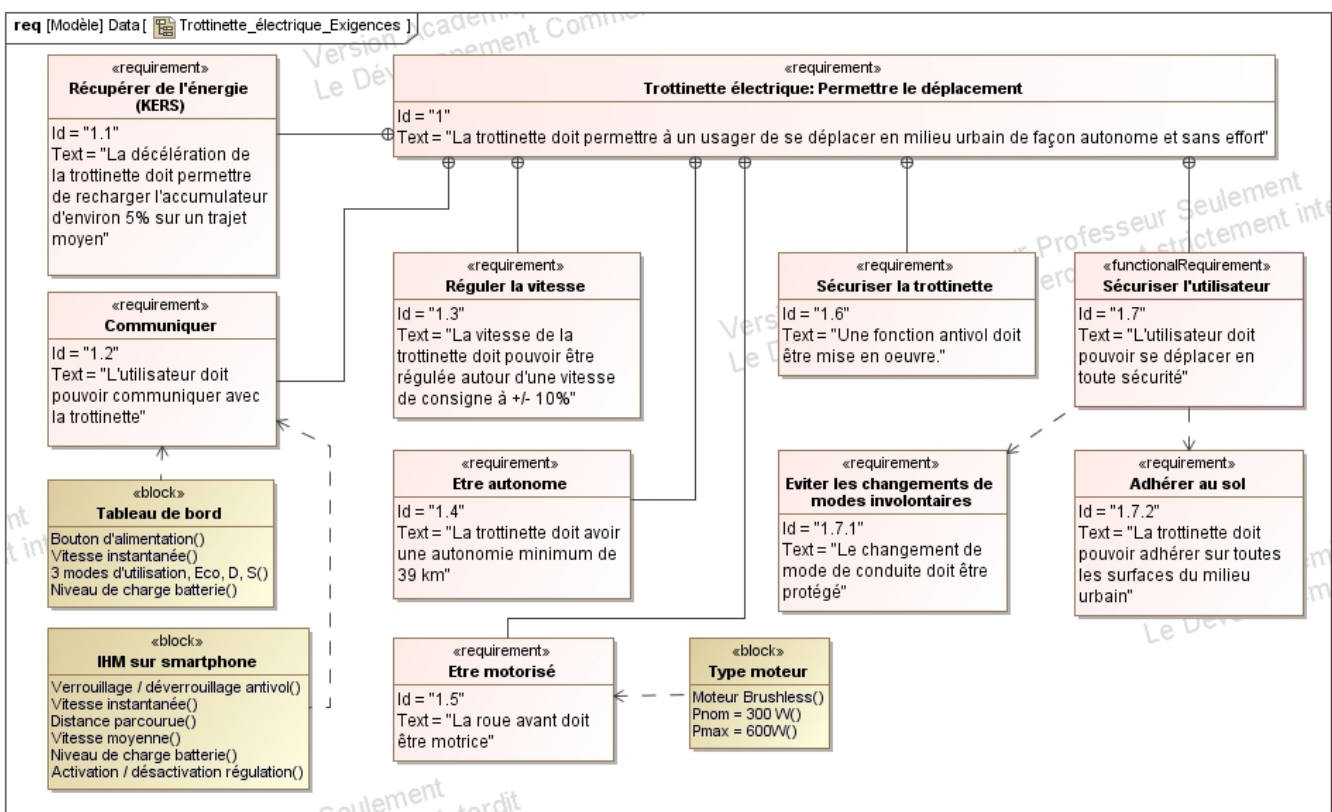 req [Modèle] Data [ Trottinette_électrique_Exigences ]
«requirement»
Récupérer de l'énergie
(KERS)
Id = "1.1"
Text = "La décélération de
la trottinette doit permettre
de recharger l'accumulateur
d'environ 5% sur un trajet
moyen"
«requirement»
Trottinette électrique: Permettre le déplacement
Id = "1"
Text = "La trottinette doit permettre à un usager de se déplacer en milieu urbain de façon autonome et sans effort"
«requirement»
Communiquer
Id = "1.2"
Text = "L'utilisateur doit
pouvoir communiquer avec
la trottinette"
«requirement»
Réguler la vitesse
Id = "1.3"
Text = "La vitesse de la
trottinette doit pouvoir être
régulée autour d'une vitesse
de consigne à +/- 10%"
«requirement»
Sécuriser la trottinette
Id = "1.6"
Text = "Une fonction antivol doit
être mise en oeuvre."
«functionalRequirement»
Sécuriser l'utilisateur
Id = "1.7"
Text = "L'utilisateur doit
pouvoir se déplacer en
toute sécurité"
«block»
Tableau de bord
Bouton d'alimentation()
Vitesse instantanée()
3 modes d'utilisation, Eco, D, S()
Niveau de charge batterie()
«requirement»
Etre autonome
Id = "1.4"
Text = "La trottinette doit avoir
une autonomie minimum de
39 km"
«requirement»
Eviter les changements de
modes involontaires
Id = "1.7.1"
Text = "Le changement de
mode de conduite doit être
protégé"
«requirement»
Adhérer au sol
Id = "1.7.2"
Text = "La trottinette doit
pouvoir adhérer sur toutes
les surfaces du milieu
urbain"
«block»
IHM sur smartphone
Verrouillage / déverrouillage antivol()
Vitesse instantanée()
Distance parcourue()
Vitesse moyenne()
Niveau de charge batterie()
Activation / désactivation régulation()
«requirement»
Etre motorisé
Id = "1.5"
Text = "La roue avant doit
être motrice"
«block»
Type moteur
Moteur Brushless()
Pnom = 300 W()
Pmax = 600W()
Version
Le
Professeur Seulement
strictement
Seulement